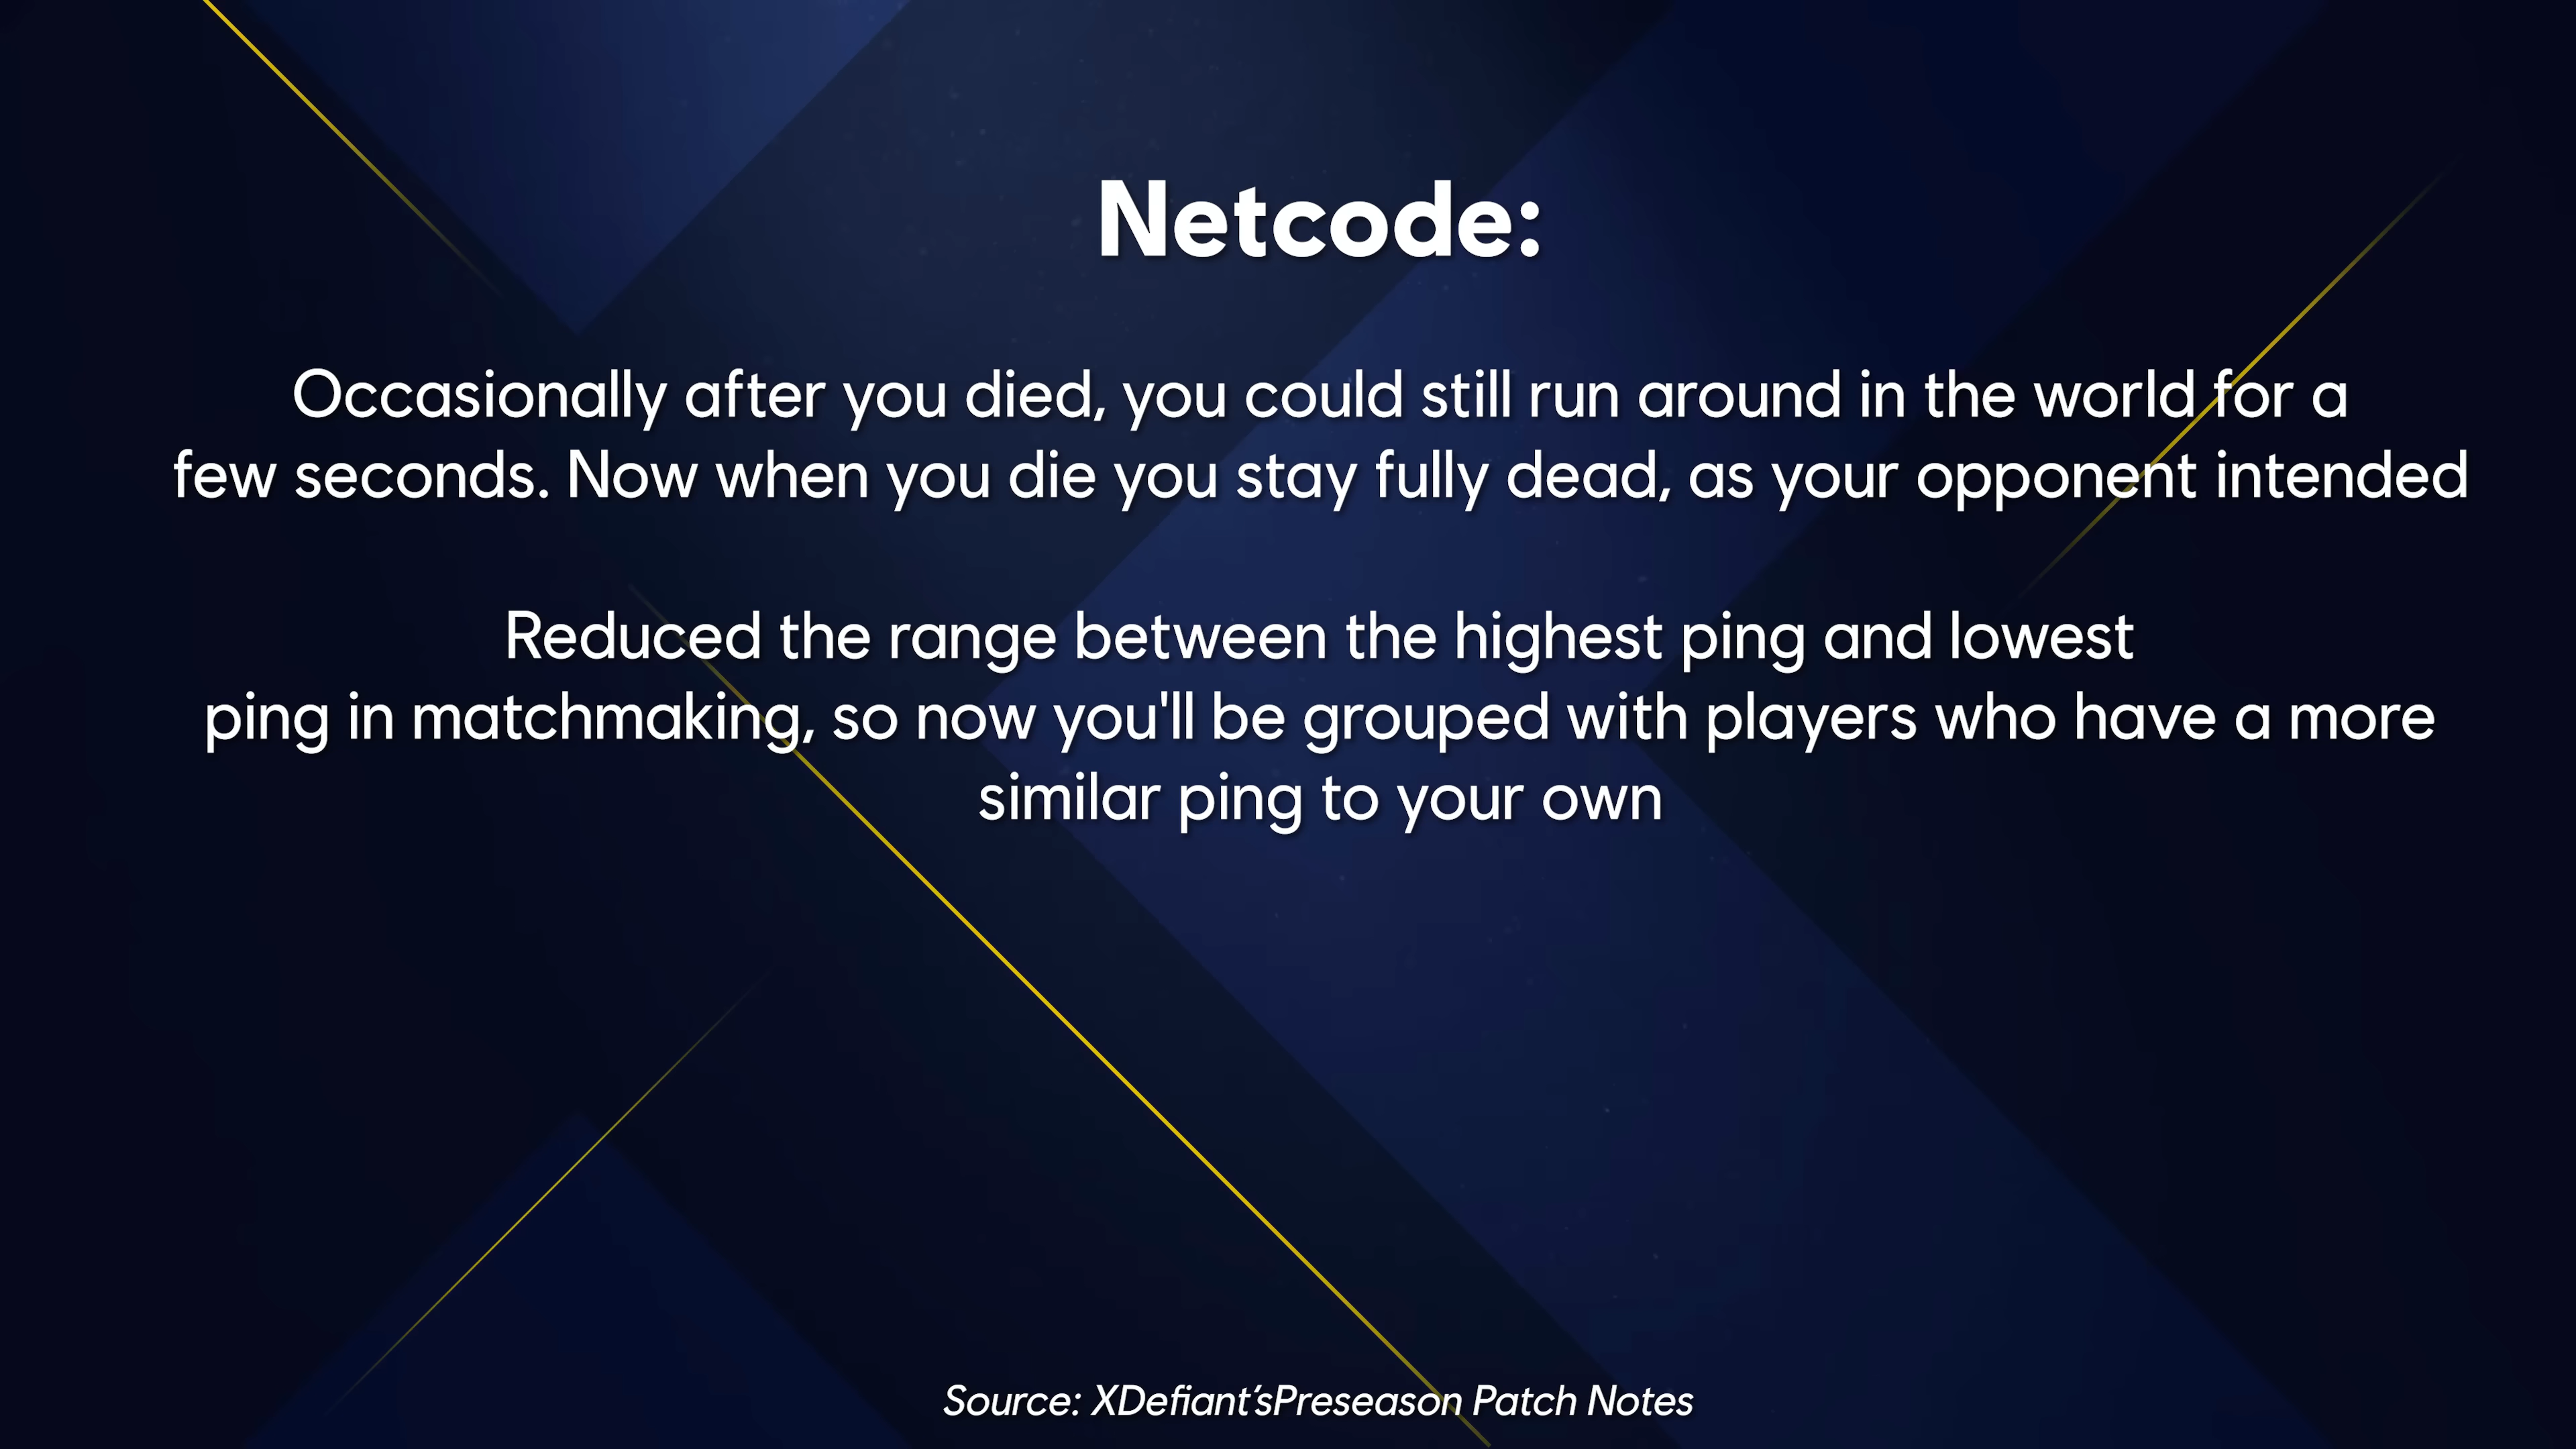 Netcode:
Occasionally after you died, you could still run around in the world for a
few seconds. Now when you die you stay fully dead, as your opponent intended
Reduced the range between the highest ping and lowest
ping in matchmaking, so now you'll be grouped with players who have a more
similar ping to your own
Source: XDefiant‘sPreseason Patch Notes